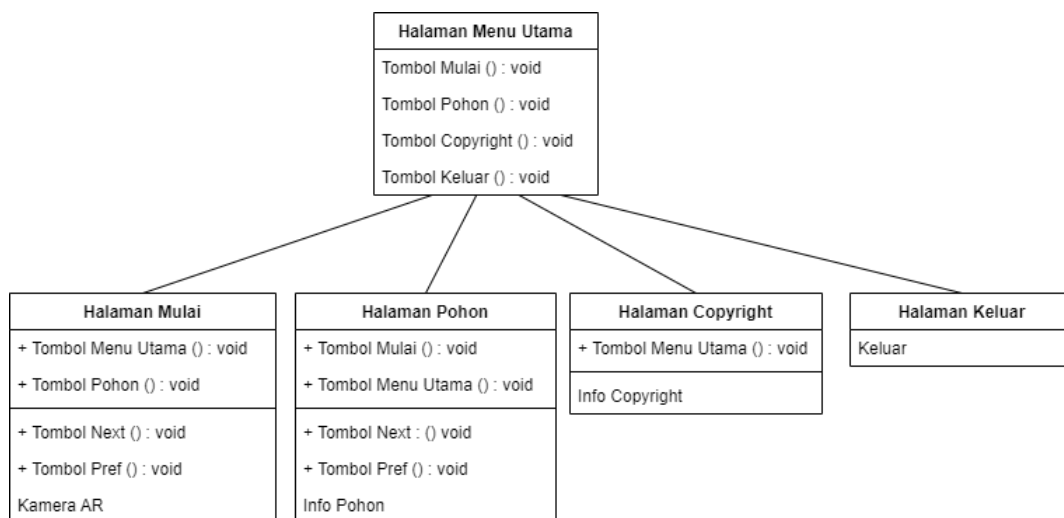 Halaman Menu Utama
Tombol Mulai () : void
Tombol Pohon () : void
Tombol Copyright () : void
Tombol Keluar () : void
Halaman Mulai
+ Tombol Menu Utama () : void
+ Tombol Pohon () : void
+ Tombol Next () : void
+ Tombol Pref () : void
Kamera AR
Halaman Pohon
+ Tombol Mulai () : void
+ Tombol Menu Utama () : void
+ Tombol Next : () void
+ Tombol Pref () : void
Info Pohon
Halaman Copyright
+ Tombol Menu Utama () : void
Info Copyright
Halaman Keluar
Keluar